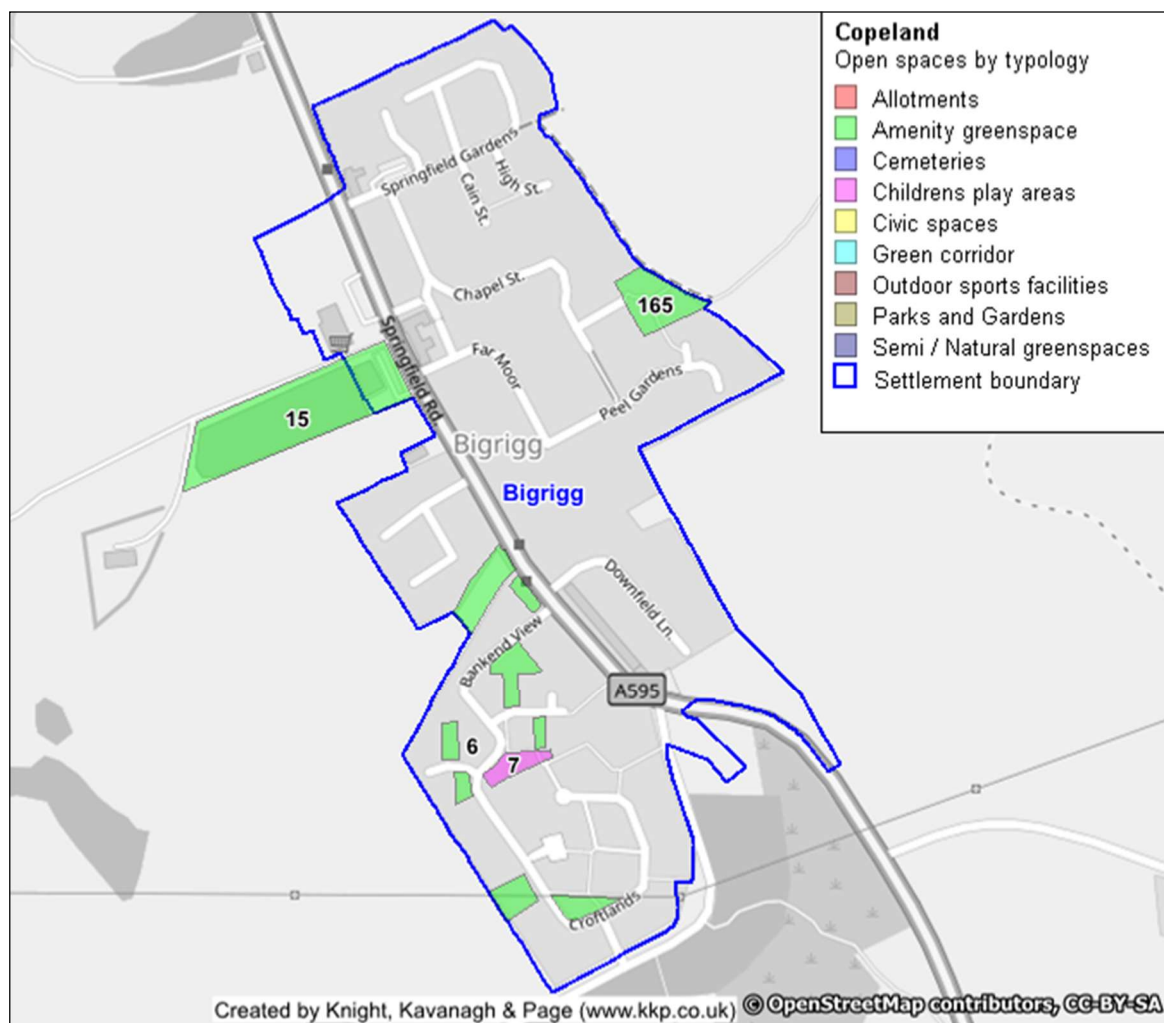 Copeland
Open spaces by typology
Allotments
Amenity greenspace
Cemeteries
Childrens play areas
Civic spaces
Green corridor
Outdoor sports facilities
Parks and Gardens
Semi / Natural greenspaces
Settlement boundary
Springfield Gardens
High St.
Cain St.
Chapel St.
165
Springfield Rd.
Far Moor
Peel Gardens
15
Bigrigg
Bigrigg
Downfield Ln.
Bankend View
A595
6
7
Croftlands
Created by Knight, Kavanagh & Page (www.kkp.co.uk) © OpenStreetMap contributors, CC-BY-SA